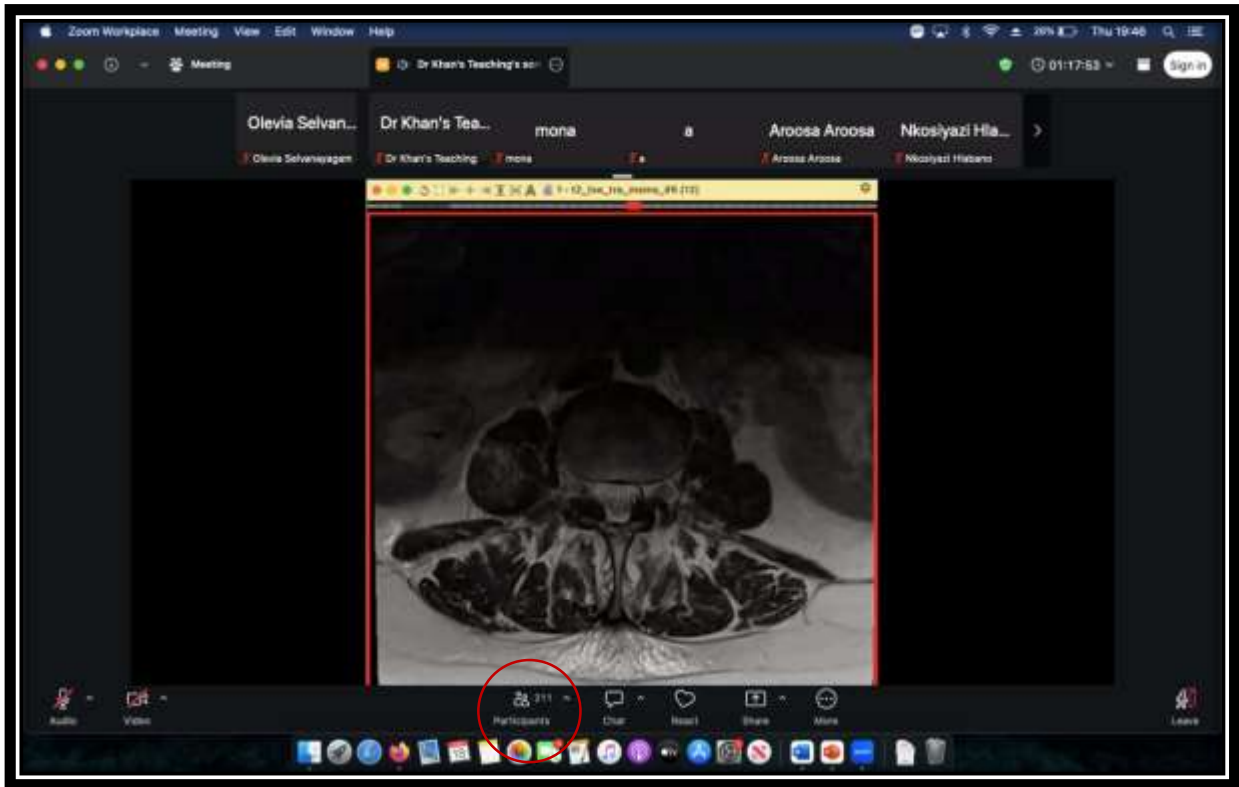 Zoom Workplace Meeting View Edit Window Help Thu 19:46
Meeting Dr Khan's Teaching's 01:17:53 Sign in
Olevia Selvan... Dr Khan's Tea... mona a Aroosa Aroosa Nkosiyazi Hla...
Olevia Selvanayagam Dr Khan's Teaching mona a Aroosa Aroosa Nkosiyazi Hlabano
211
Audio Video Participants Chat React Share More Leave